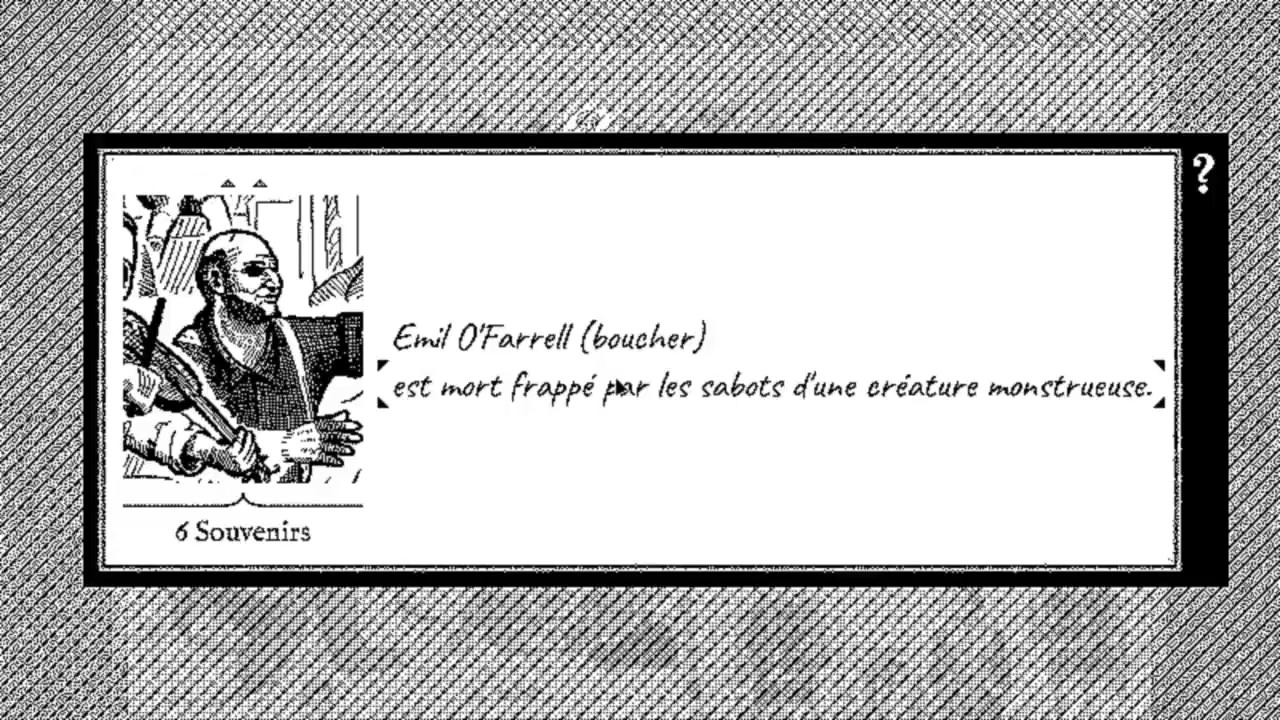 ?
Emil O'Farrell (boucher)
est mort frappé par les sabots d'une créature monstrueuse.
6 Souvenirs